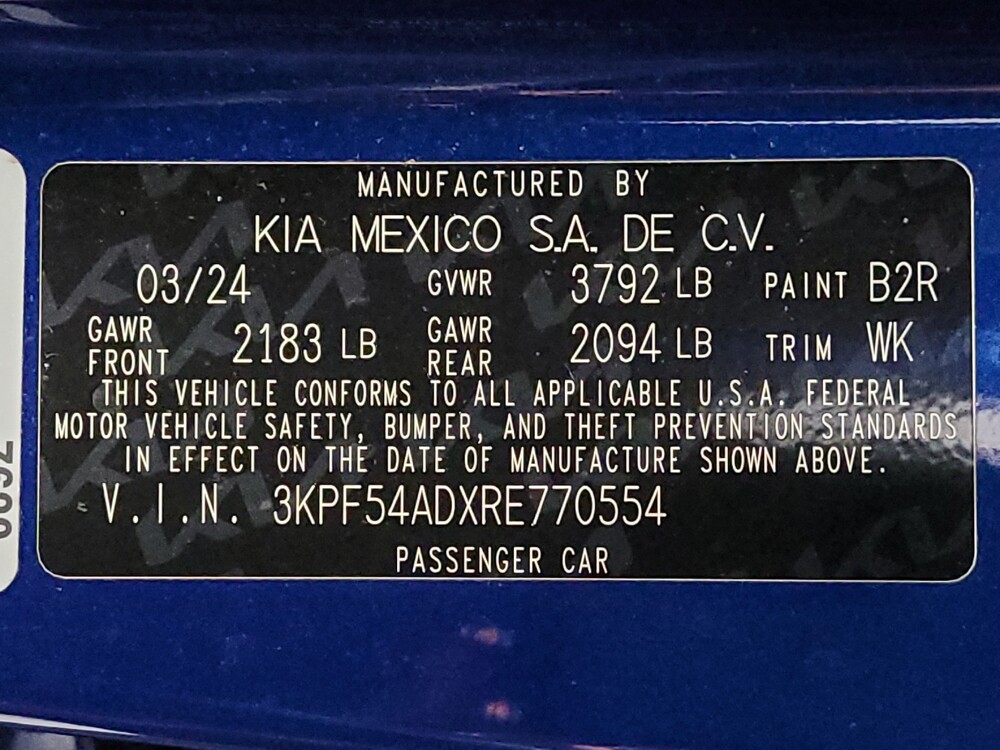 MANUFACTURED BY
KIA MEXICO S.A. DE C.V.
03/24 GVWR 3792 LB PAINT B2R
GAWR FRONT 2183 LB GAWR REAR 2094 LB TRIM WK
THIS VEHICLE CONFORMS TO ALL APPLICABLE U.S.A. FEDERAL
MOTOR VEHICLE SAFETY, BUMPER, AND THEFT PREVENTION STANDARDS
IN EFFECT ON THE DATE OF MANUFACTURE SHOWN ABOVE.
V.I.N. 3KPF54ADXRE770554
PASSENGER CAR